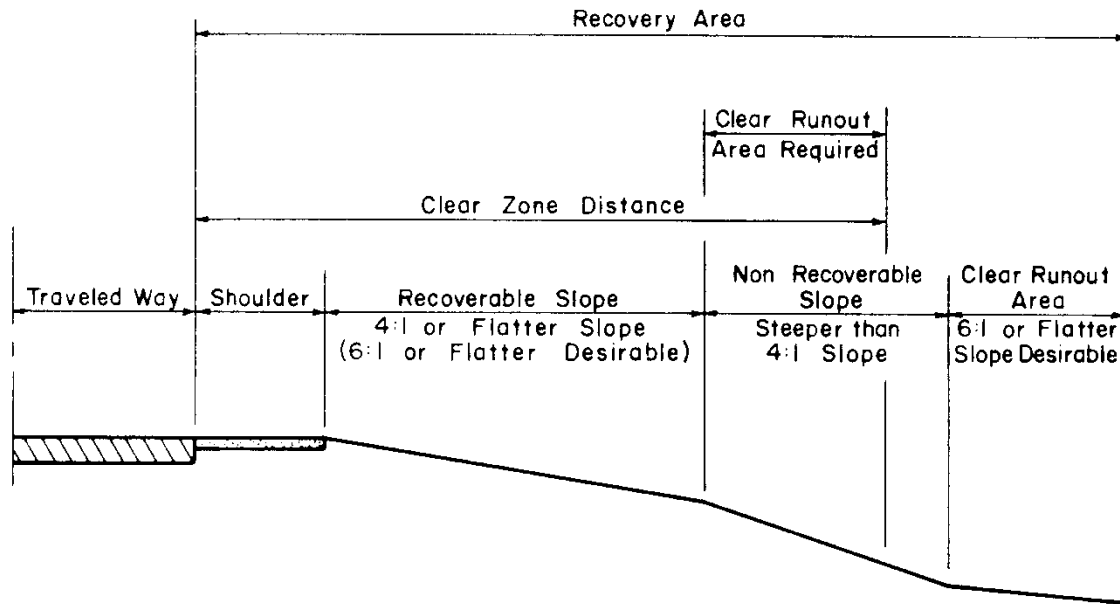 Recovery Area
Clear Runout
Area Required
Clear Zone Distance
Traveled Way
Shoulder
Recoverable Slope
4:1 or Flatter Slope
(6:1 or Flatter Desirable)
Non Recoverable
Slope
Steeper than
4:1 Slope
Clear Runout
Area
6:1 or Flatter
Slope Desirable